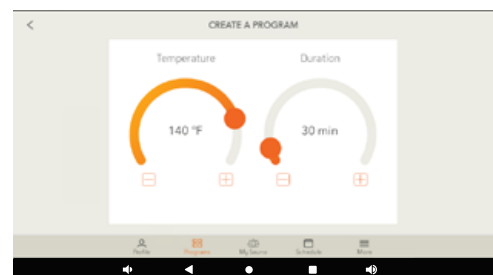 CREATE A PROGRAM
Temperature Duration
140 °F 30 min
Profile Programs My Sauna Schedule More